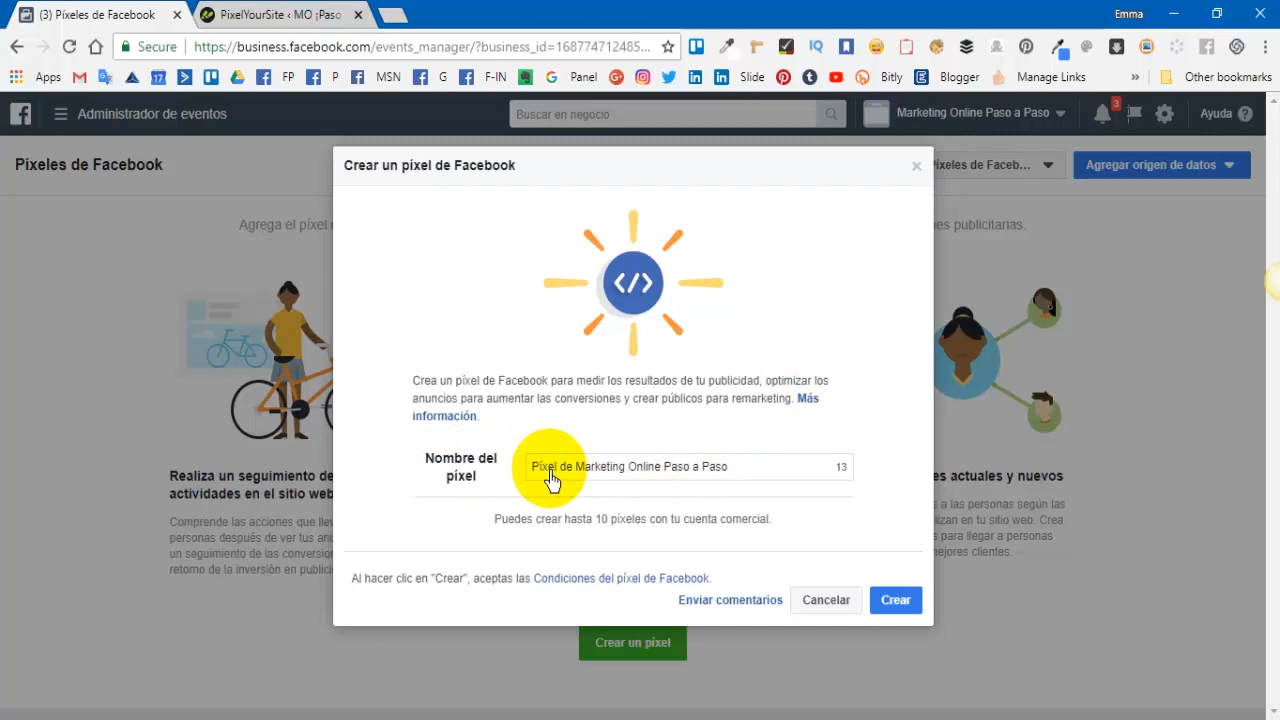 (3) Píxeles de Facebook
PixelYourSite ‹ MO ¡Paso
Emma
Secure
https://business.facebook.com/events_manager/?business_id=168774712485...
Apps
17
FP
P
MSN
G
F-IN
Panel
Slide
Bitly
Blogger
Manage Links
»
Other Bookmarks
Administrador de eventos
Buscar en negocio
Marketing Online Paso a Paso
3
Ayuda
Píxeles de Facebook
Píxeles de Faceb...
Agregar origen de datos
Crear un píxel de Facebook
Agrega el píxel
ones publicitarias.
</>
Crea un píxel de Facebook para medir los resultados de tu publicidad, optimizar los
anuncios para aumentar las conversiones y crear públicos para remarketing. Más
información.
Nombre del
píxel
Píxel de Marketing Online Paso a Paso
13
Puedes crear hasta 10 píxeles con tu cuenta comercial.
Al hacer clic en "Crear", aceptas las Condiciones del píxel de Facebook.
Enviar comentarios
Cancelar
Crear
Realiza un seguimiento de
actividades en el sitio web
Comprende las acciones que
personas después de ver tus
un seguimiento de las
retorno de la inversión en
es actuales y nuevos
a las personas según las
lizan en tu sitio web. Crea
para llegar a personas
mejores clientes.
Crear un píxel